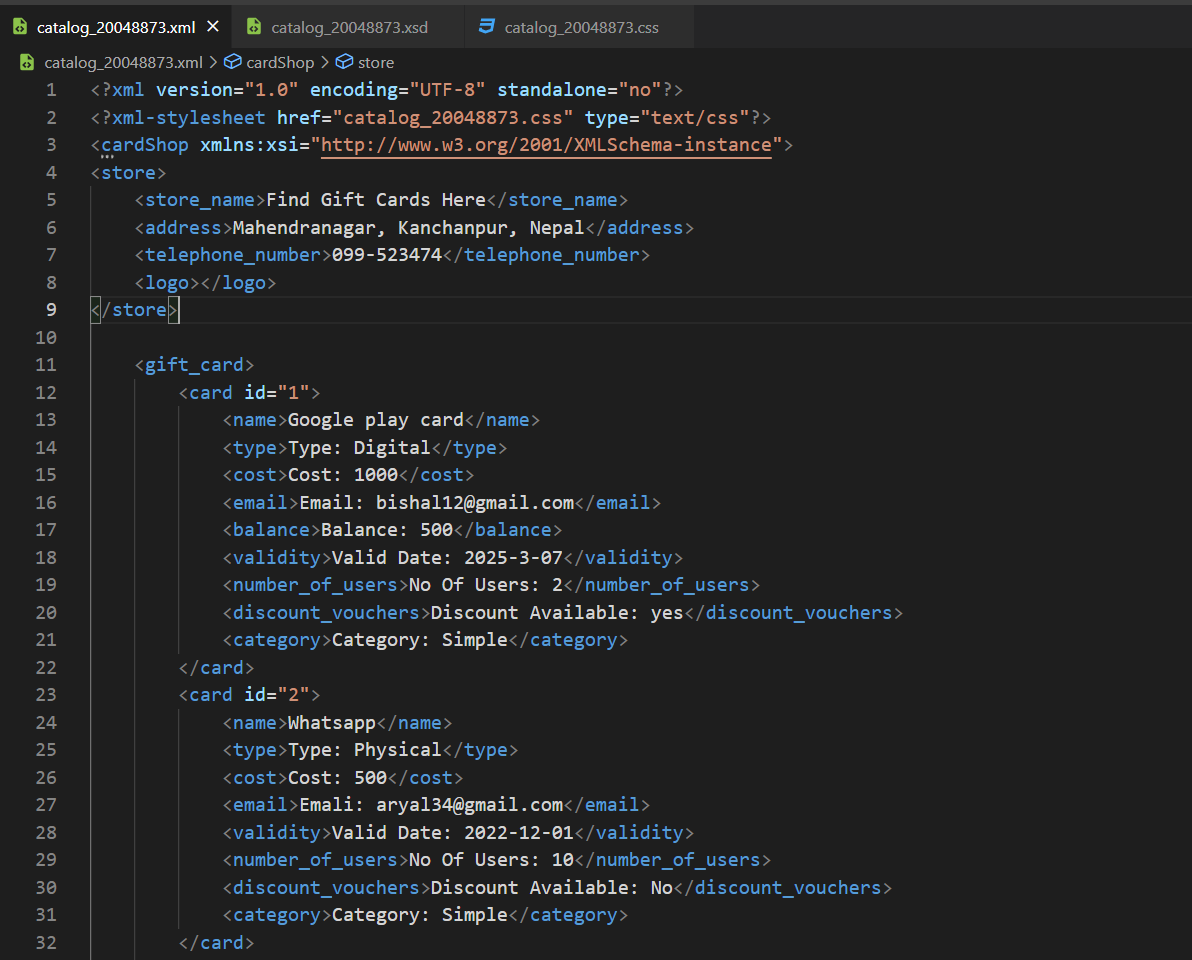 catalog_20048873.xml catalog_20048873.xsd catalog_20048873.css
catalog_20048873.xml > cardShop > store
1 <?xml version="1.0" encoding="UTF-8" standalone="no"?>
2 <?xml-stylesheet href="catalog_20048873.css" type="text/css"?>
3 <cardShop xmlns:xsi="http://www.w3.org/2001/XMLSchema-instance">
4 <store>
5 <store_name>Find Gift Cards Here</store_name>
6 <address>Mahendranagar, Kanchanpur, Nepal</address>
7 <telephone_number>099-523474</telephone_number>
8 <logo></logo>
9 </store>
10
11 <gift_card>
12 <card id="1">
13 <name>Google play card</name>
14 <type>Type: Digital</type>
15 <cost>Cost: 1000</cost>
16 <email>Email: bishal12@gmail.com</email>
17 <balance>Balance: 500</balance>
18 <validity>Valid Date: 2025-3-07</validity>
19 <number_of_users>No Of Users: 2</number_of_users>
20 <discount_vouchers>Discount Available: yes</discount_vouchers>
21 <category>Category: Simple</category>
22 </card>
23 <card id="2">
24 <name>Whatsapp</name>
25 <type>Type: Physical</type>
26 <cost>Cost: 500</cost>
27 <email>Emali: aryal34@gmail.com</email>
28 <validity>Valid Date: 2022-12-01</validity>
29 <number_of_users>No Of Users: 10</number_of_users>
30 <discount_vouchers>Discount Available: No</discount_vouchers>
31 <category>Category: Simple</category>
32 </card>